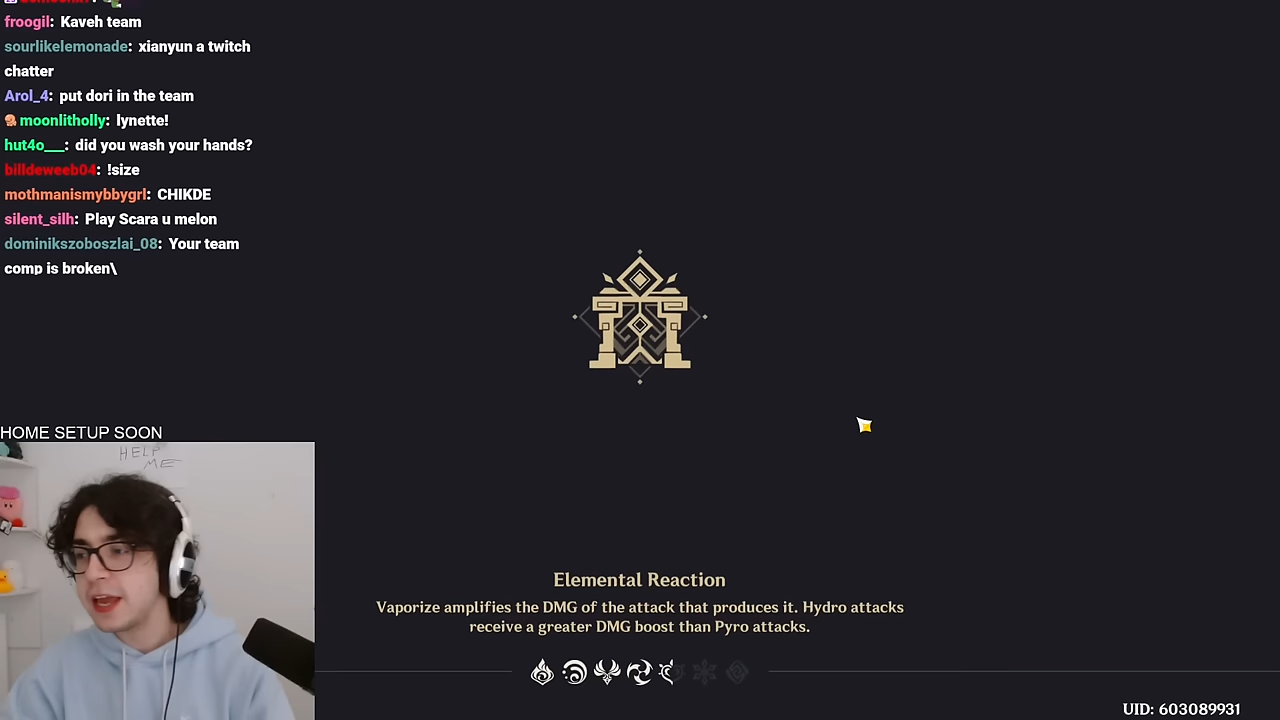 froogil: Kaveh team
sourlikelemonade: xianyun a twitch
chatter
Arol_4: put dori in the team
moonlitholly: lynette!
hut4o___: did you wash your hands?
billdeweeb04: !size
mothmanismybbygrl: CHIKDE
silent_silh: Play Scara u melon
dominikszoboszlai_08: Your team
comp is broken\
HOME SETUP SOON
HELP
ME
Elemental Reaction
Vaporize amplifies the DMG of the attack that produces it. Hydro attacks
receive a greater DMG boost than Pyro attacks.
UID: 603089931